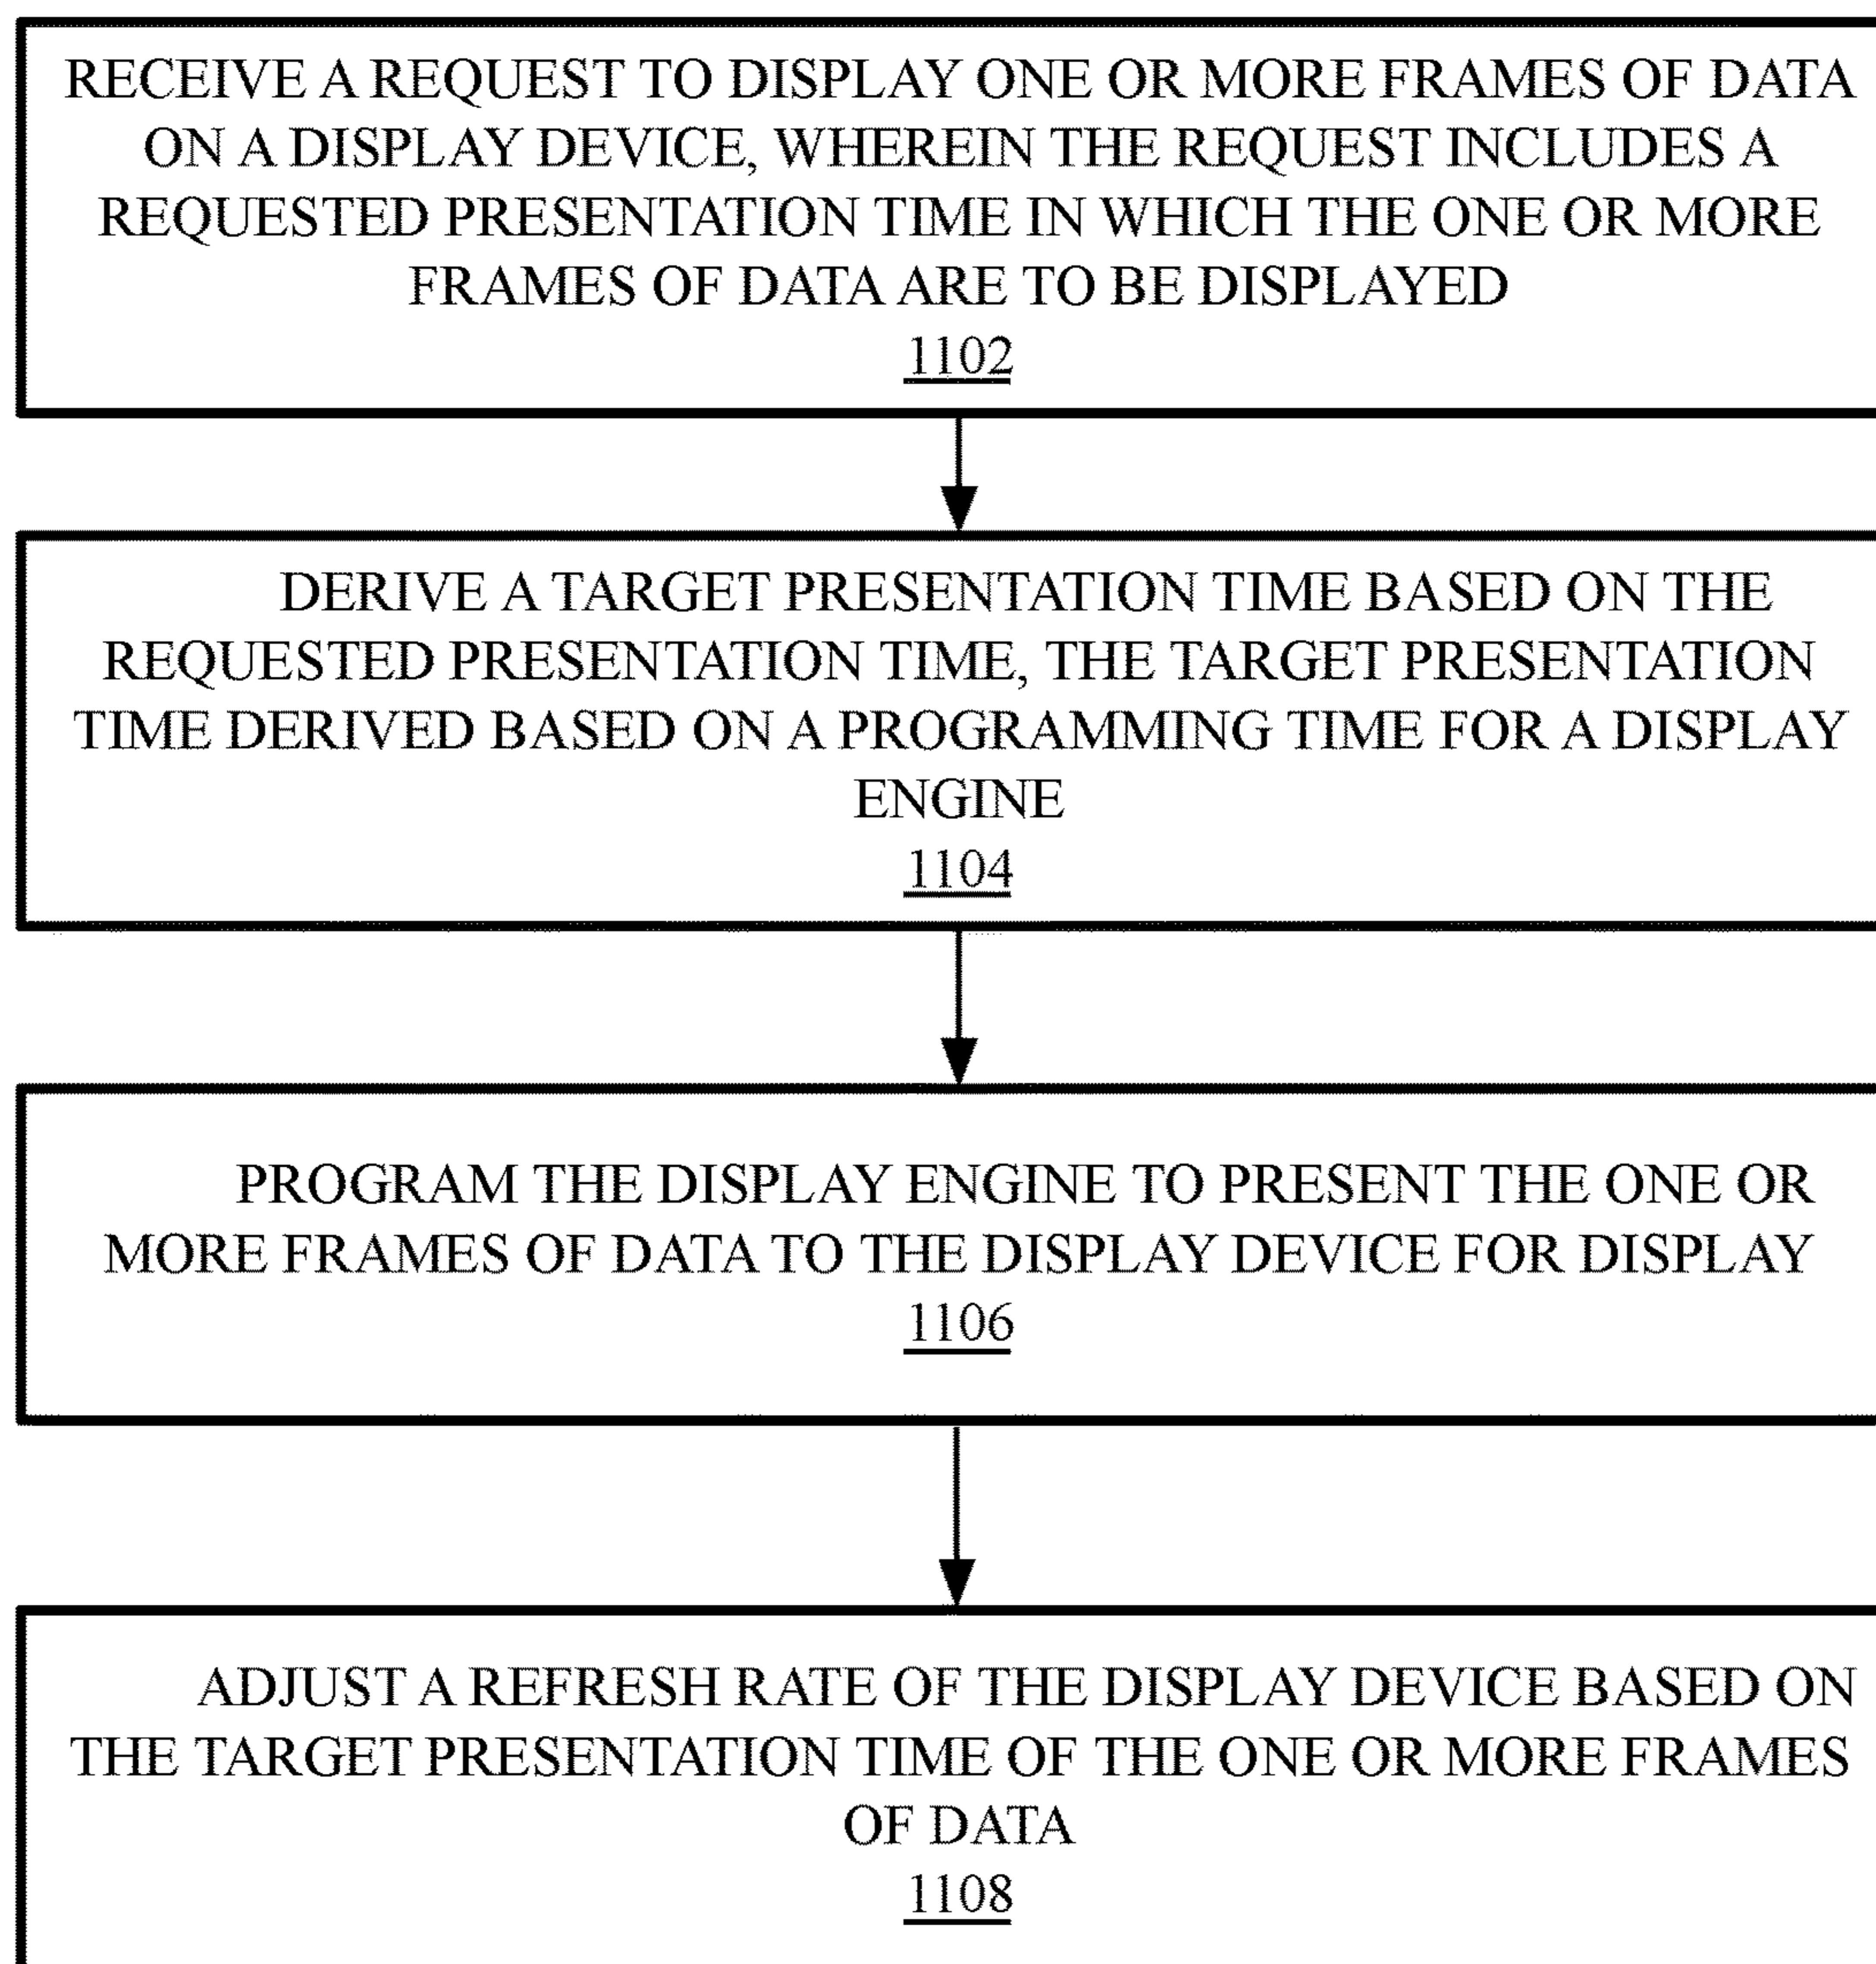 RECEIVE A REQUEST TO DISPLAY ONE OR MORE FRAMES OF DATA
ON A DISPLAY DEVICE, WHEREIN THE REQUEST INCLUDES A
REQUESTED PRESENTATION TIME IN WHICH THE ONE OR MORE
FRAMES OF DATA ARE TO BE DISPLAYED
1102
DERIVE A TARGET PRESENTATION TIME BASED ON THE
REQUESTED PRESENTATION TIME, THE TARGET PRESENTATION
TIME DERIVED BASED ON A PROGRAMMING TIME FOR A DISPLAY
ENGINE
1104
PROGRAM THE DISPLAY ENGINE TO PRESENT THE ONE OR
MORE FRAMES OF DATA TO THE DISPLAY DEVICE FOR DISPLAY
1106
ADJUST A REFRESH RATE OF THE DISPLAY DEVICE BASED ON
THE TARGET PRESENTATION TIME OF THE ONE OR MORE FRAMES
OF DATA
1108